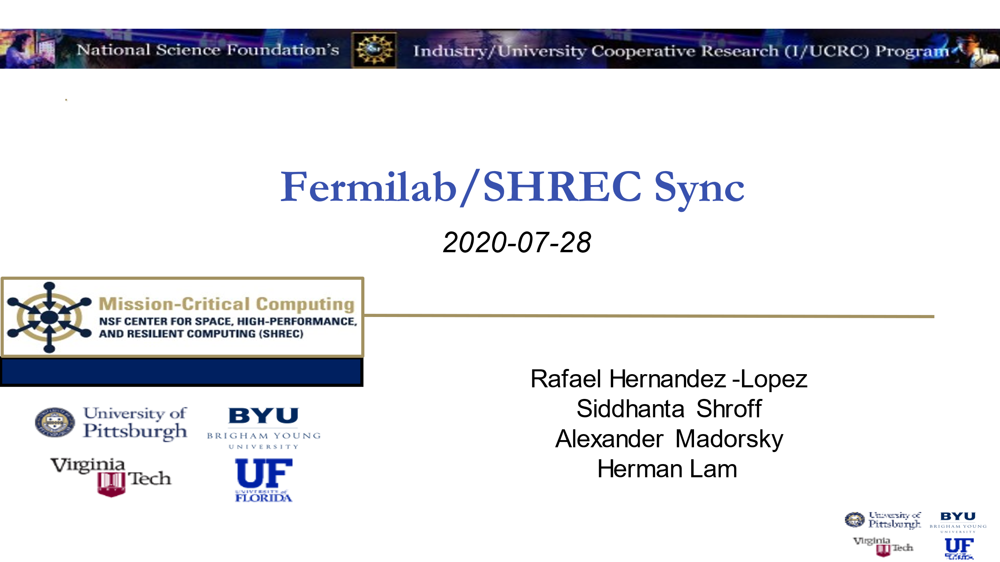 National Science Foundation's Industry/University Cooperative Research (I/UCRC) Program
Fermilab/SHREC Sync
2020-07-28
Mission-Critical Computing
NSF CENTER FOR SPACE, HIGH-PERFORMANCE,
AND RESILIENT COMPUTING (SHREC)
Rafael Hernandez -Lopez
Siddhanta Shroff
Alexander Madorsky
Herman Lam
University of
Pittsburgh
BYU
BRIGHAM YOUNG
UNIVERSITY
Virginia
Tech
UF
UNIVERSITY of
FLORIDA
University of
Pittsburgh
BYU
BRIGHAM YOUNG
UNIVERSITY
Virginia
Tech
UF
FLORIDA